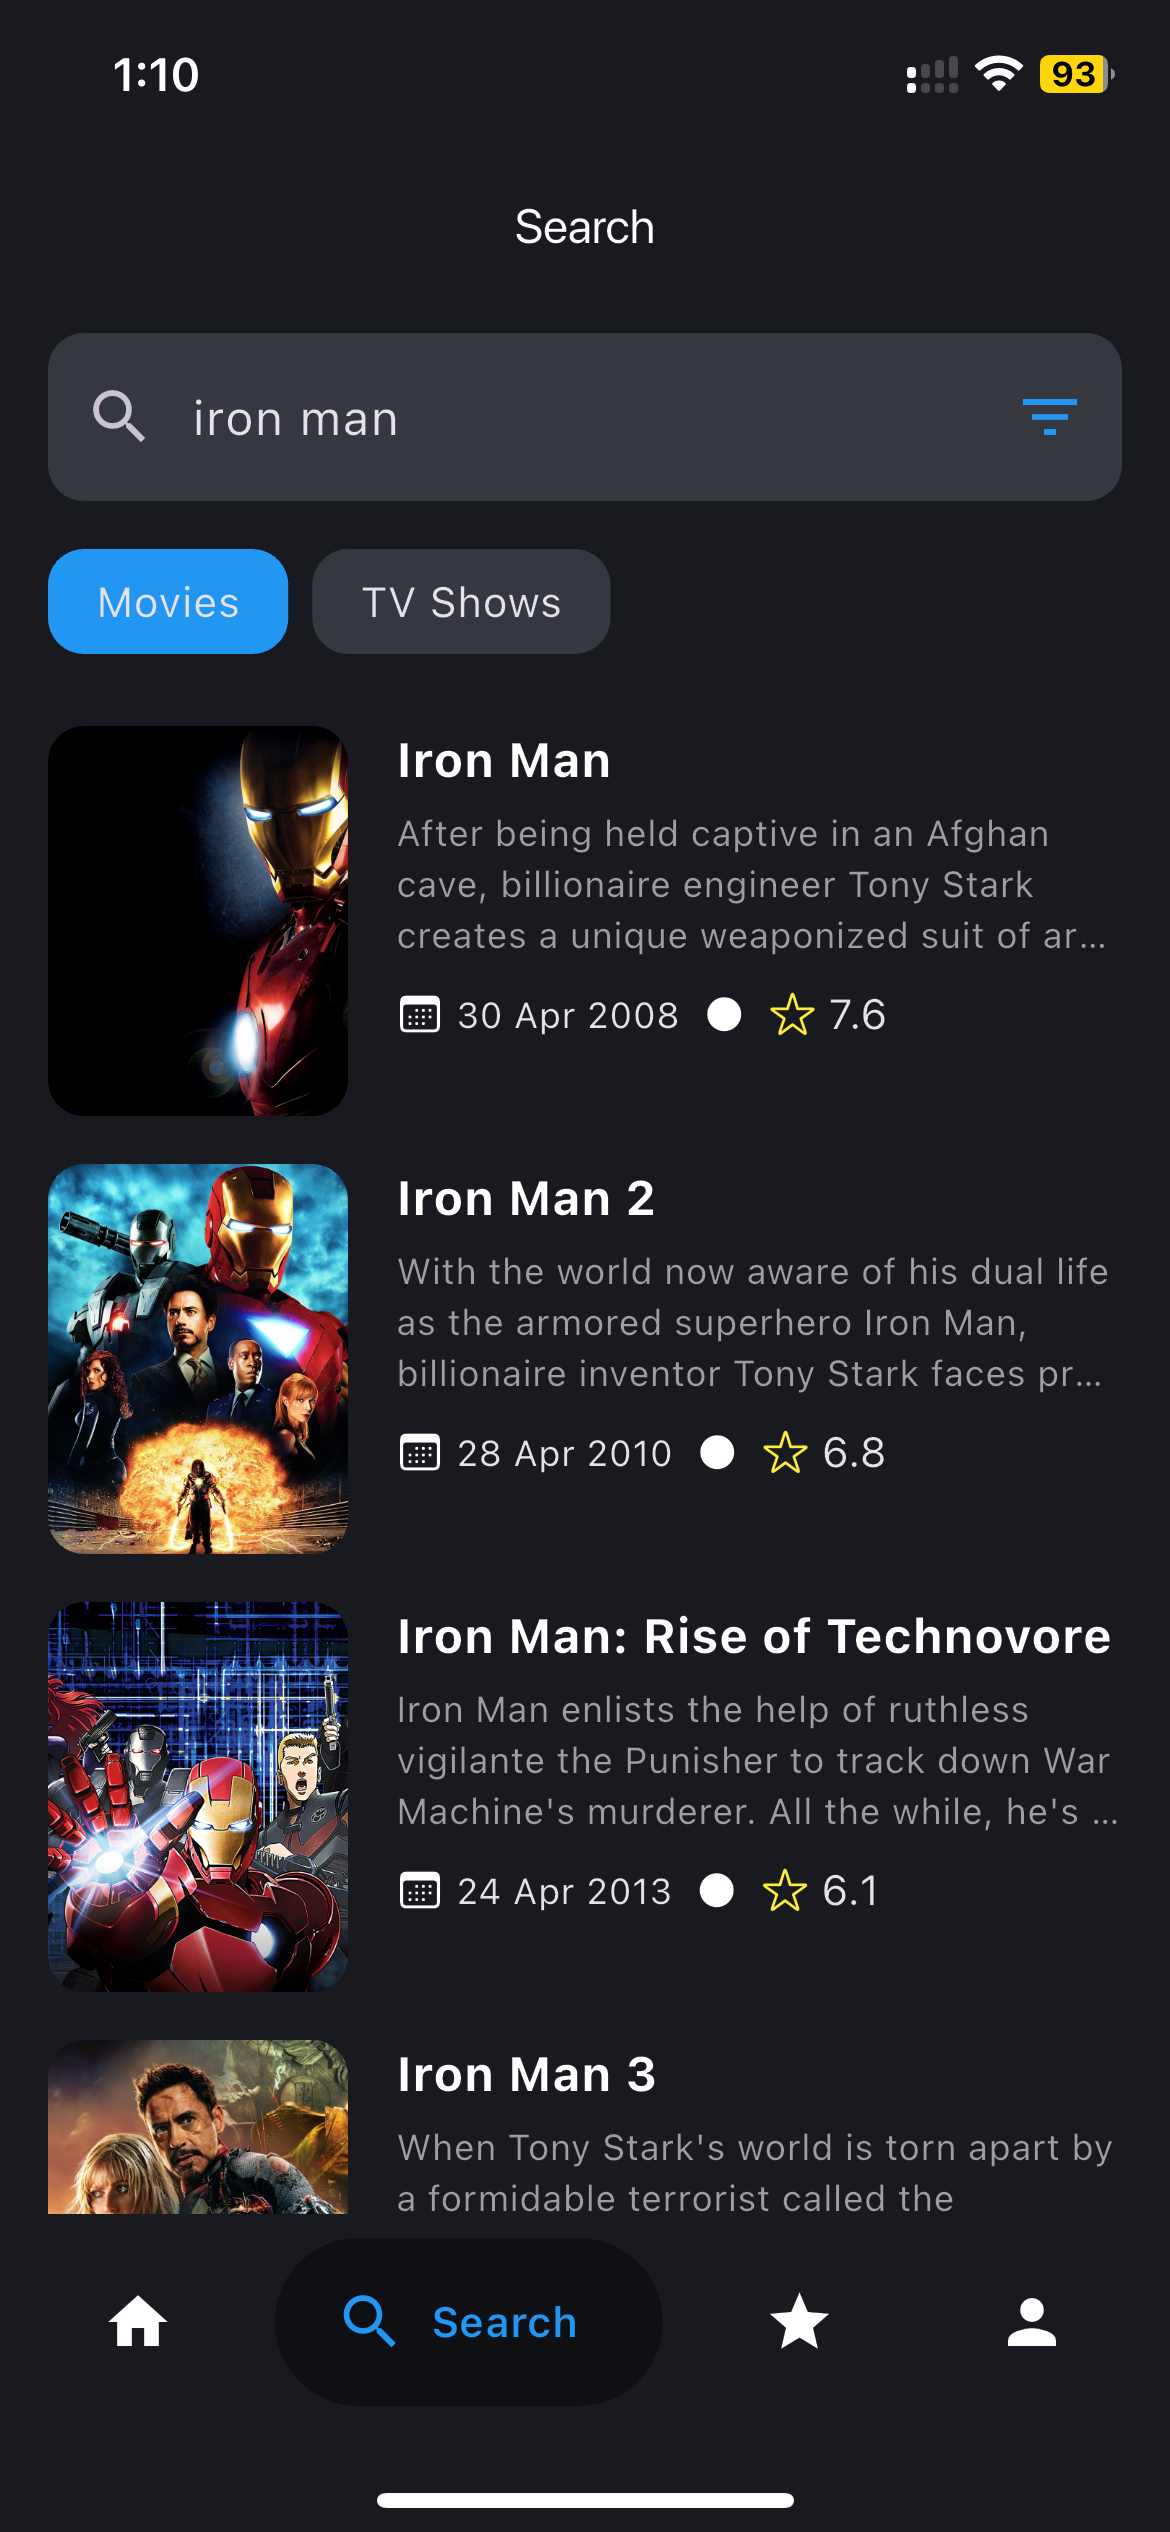 1:10
93
Search
iron man
Movies
TV Shows
Iron Man
After being held captive in an Afghan
cave, billionaire engineer Tony Stark
creates a unique weaponized suit of ar...
30 Apr 2008
7.6
Iron Man 2
With the world now aware of his dual life
as the armored superhero Iron Man,
billionaire inventor Tony Stark faces pr...
28 Apr 2010
6.8
Iron Man: Rise of Technovore
Iron Man enlists the help of ruthless
vigilante the Punisher to track down War
Machine's murderer. All the while, he's ...
24 Apr 2013
6.1
Iron Man 3
When Tony Stark's world is torn apart by
a formidable terrorist called the
Search